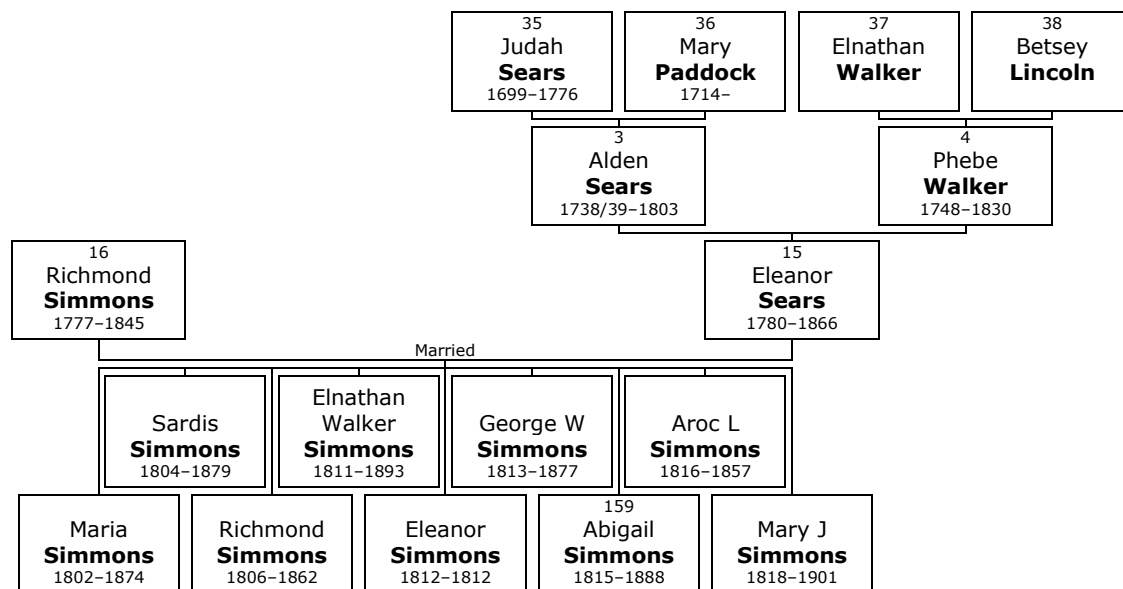 35
Judah
Sears
1699–1776
36
Mary
Paddock
1714–
37
Elnathan
Walker
38
Betsey
Lincoln
3
Alden
Sears
1738/39–1803
4
Phebe
Walker
1748–1830
16
Richmond
Simmons
1777–1845
15
Eleanor
Sears
1780–1866
Married
Sardis
Simmons
1804–1879
Elnathan
Walker
Simmons
1811–1893
George W
Simmons
1813–1877
Aroc L
Simmons
1816–1857
Maria
Simmons
1802–1874
Richmond
Simmons
1806–1862
Eleanor
Simmons
1812–1812
159
Abigail
Simmons
1815–1888
Mary J
Simmons
1818–1901